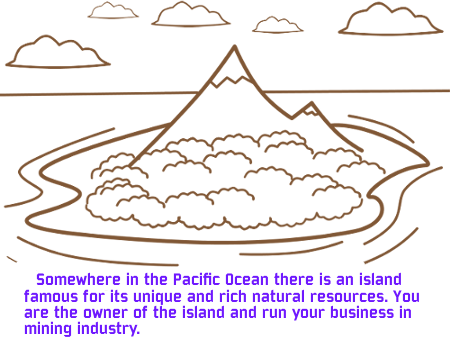 Somewhere in the Pacific Ocean there is an island
famous for its unique and rich natural resources. You
are the owner of the island and run your business in
mining industry.